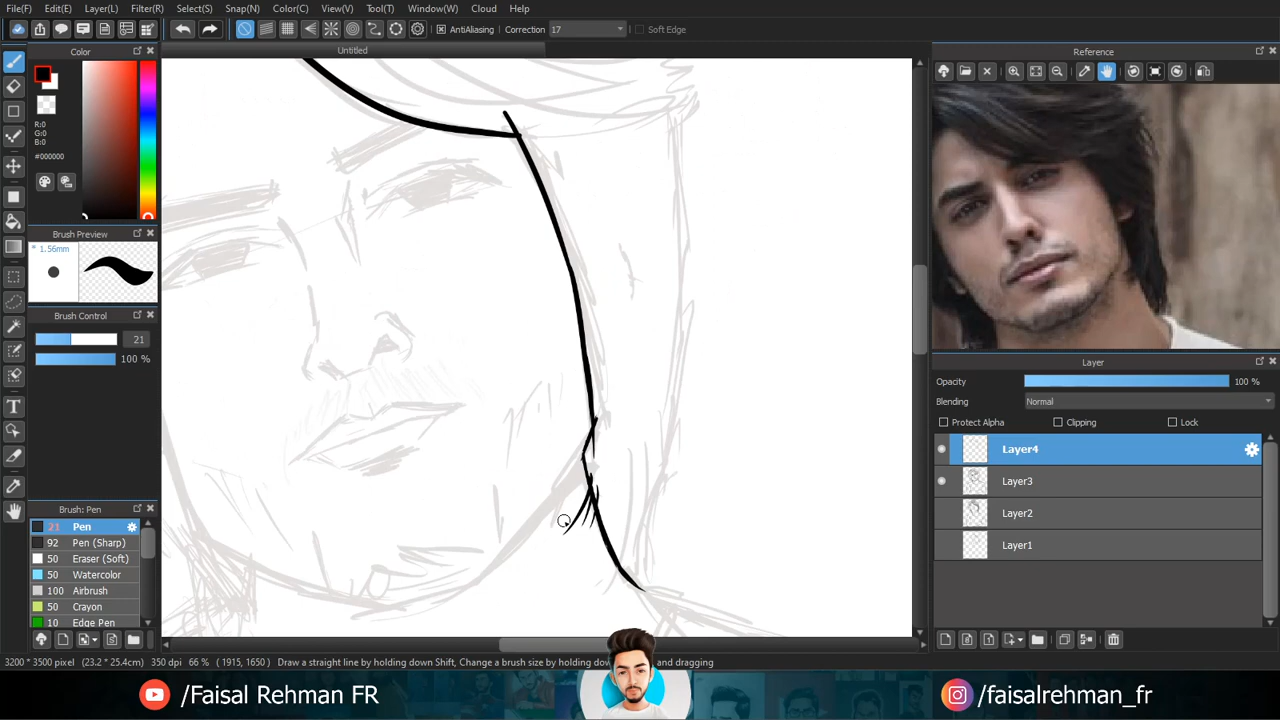 File(F) Edit(E) Layer(L) Filter(R) Select(S) Snap(N) Color(C) View(V) Tool(T) Window(W) Cloud Help
AntiAliasing Correction 17 Soft Edge
Color
R:0
G:0
B:0
#000000
Brush Preview
* 1.56mm
Brush Control
21
100 %
Brush: Pen
21 Pen
92 Pen (Sharp)
50 Eraser (Soft)
50 Watercolor
100 Airbrush
50 Crayon
10 Edge Pen
Untitled
Reference
Layer
Opacity 100 %
Blending Normal
Protect Alpha Clipping Lock
Layer4
Layer3
Layer2
Layer1
3200 * 3500 pixel (23.2 * 25.4cm) 350 dpi 66 % ( 1915, 1650 ) Draw a straight line by holding down Shift, Change a brush size by holding dow and dragging
/Faisal Rehman FR
/faisalrehman_fr